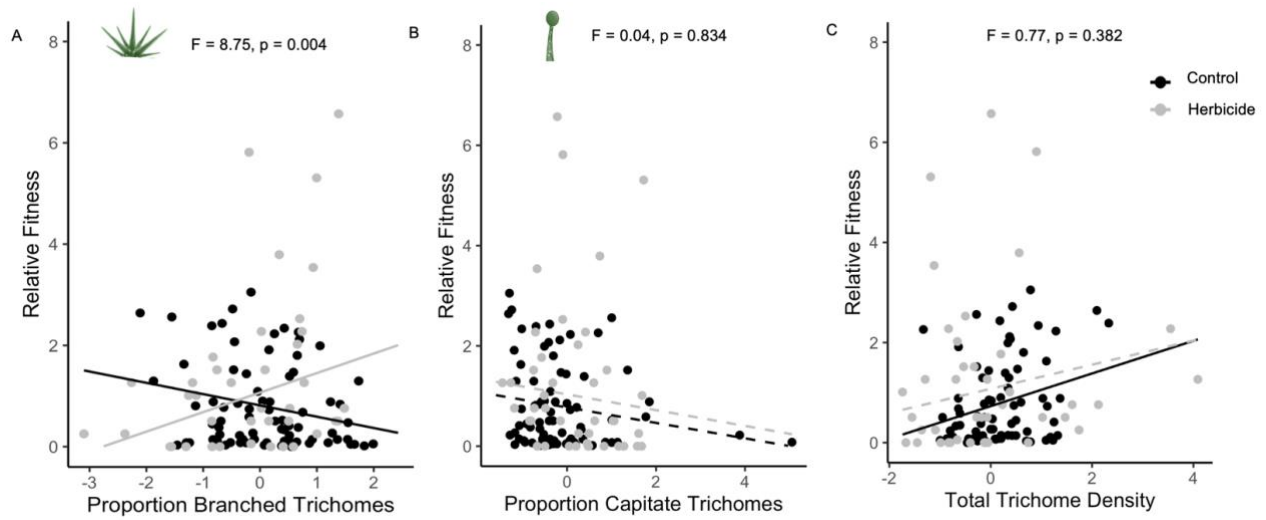 A
F = 8.75, p = 0.004
8
6
4
2
0
Relative Fitness
-3 -2 -1 0 1 2
Proportion Branched Trichomes
B
F = 0.04, p = 0.834
8
6
4
2
0
Relative Fitness
0 2 4
Proportion Capitate Trichomes
C
F = 0.77, p = 0.382
8
6
4
2
0
Relative Fitness
-2 0 2 4
Total Trichome Density
Control
Herbicide